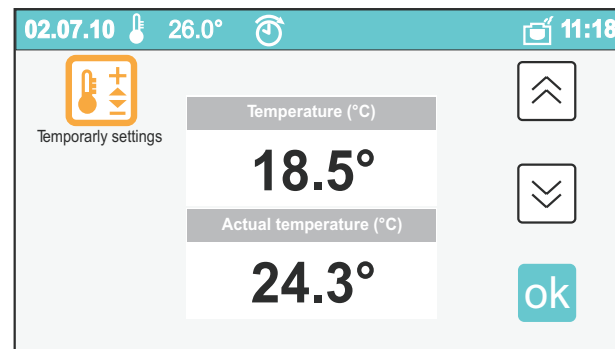 02.07.10 26.0° 11:18
Temporarly settings
Temperature (°C)
18.5°
Actual temperature (°C)
24.3°
ok